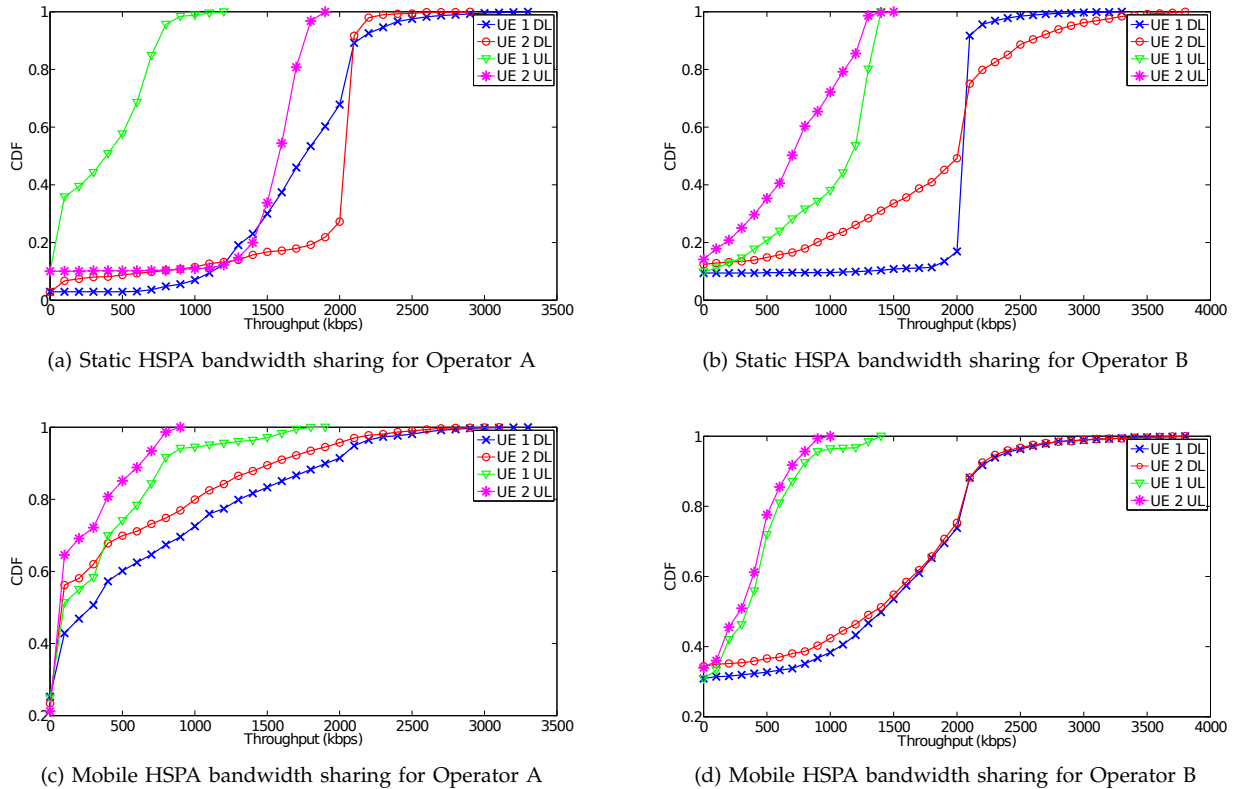 1
0.8
0.6
0.4
0.2
0
CDF
0 500 1000 1500 2000 2500 3000 3500
Throughput (kbps)
UE 1 DL
UE 2 DL
UE 1 UL
UE 2 UL
(a) Static HSPA bandwidth sharing for Operator A
1
0.8
0.6
0.4
0.2
0
CDF
0 500 1000 1500 2000 2500 3000 3500 4000
Throughput (kbps)
UE 1 DL
UE 2 DL
UE 1 UL
UE 2 UL
(b) Static HSPA bandwidth sharing for Operator B
1
0.8
0.6
0.4
0.2
CDF
0 500 1000 1500 2000 2500 3000 3500
Throughput (kbps)
UE 1 DL
UE 2 DL
UE 1 UL
UE 2 UL
(c) Mobile HSPA bandwidth sharing for Operator A
1
0.8
0.6
0.4
0.2
CDF
0 500 1000 1500 2000 2500 3000 3500 4000
Throughput (kbps)
UE 1 DL
UE 2 DL
UE 1 UL
UE 2 UL
(d) Mobile HSPA bandwidth sharing for Operator B